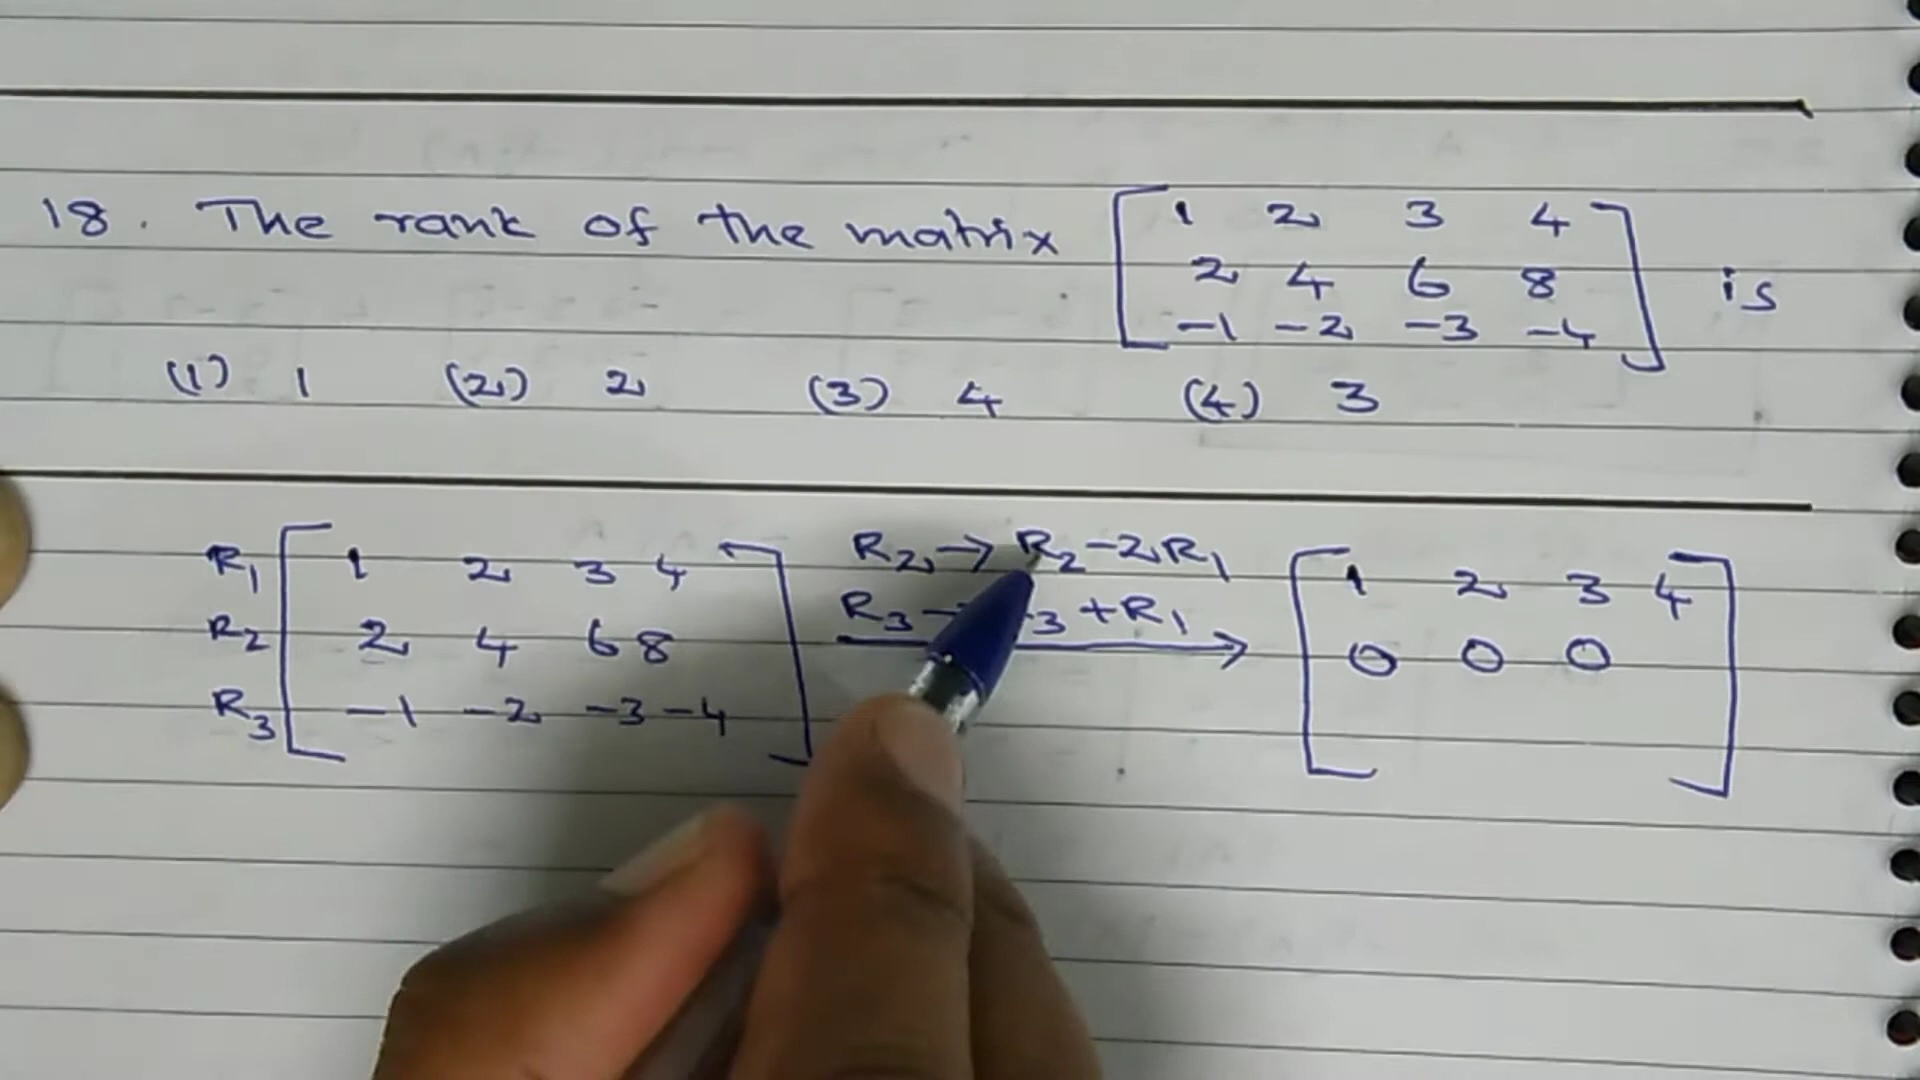 18. The rank of the matrix [ 1 2 3 4
2 4 6 8 is
-1 -2 -3 -4 ]
(1) 1 (2) 2 (3) 4 (4) 3
R1 [ 1 2 3 4 R2 → R2 - 2R1 [ 1 2 3 4
R2 2 4 6 8 R3 3 + R1 0 0 0
R3 -1 -2 -3 -4 ] ]